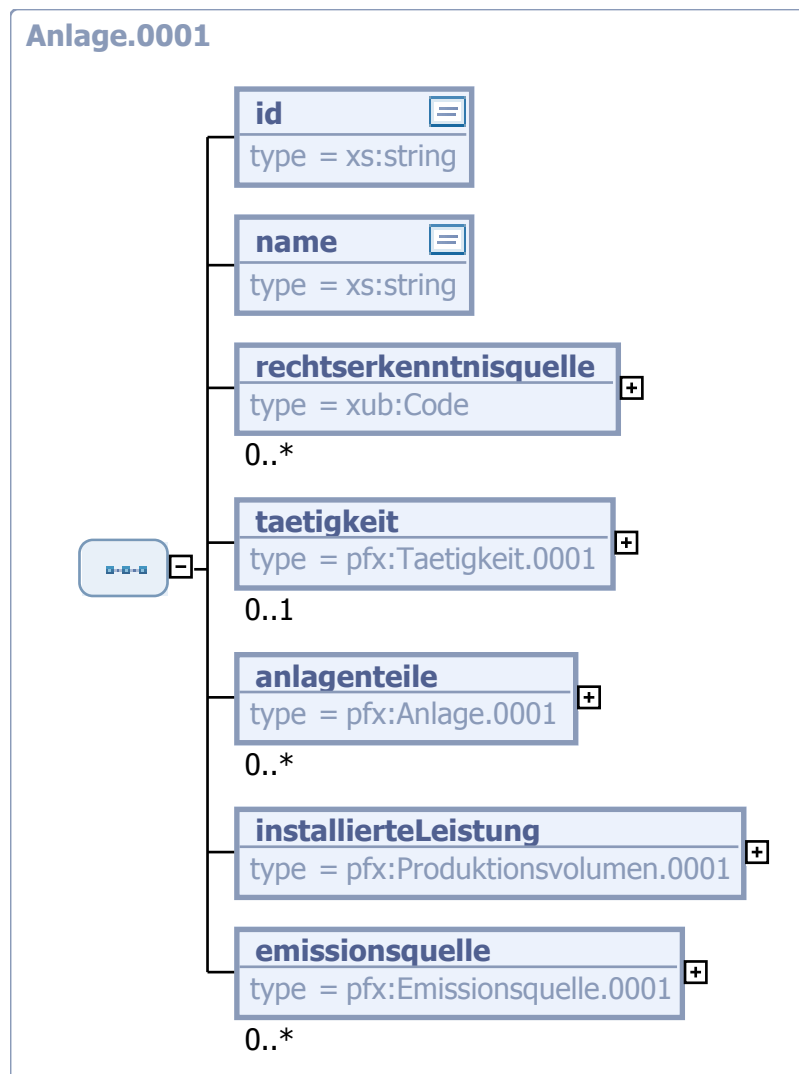 Anlage.0001
id
type = xs:string
name
type = xs:string
rechtserkenntnisquelle
type = xub:Code
0..*
taetigkeit
type = pfx:Taetigkeit.0001
0..1
anlagenteile
type = pfx:Anlage.0001
0..*
installierteLeistung
type = pfx:Produktionsvolumen.0001
emissionsquelle
type = pfx:Emissionsquelle.0001
0..*